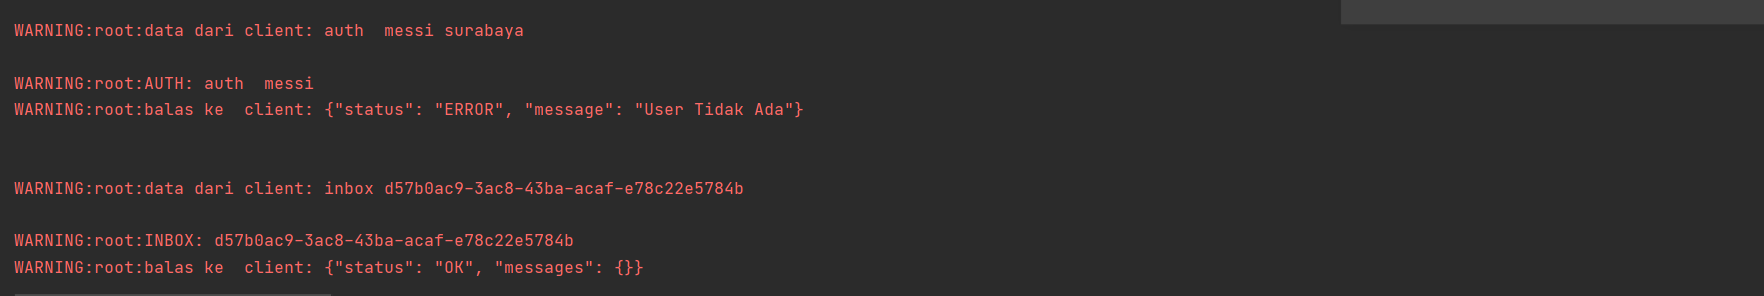 WARNING:root:data dari client: auth  messi surabaya
WARNING:root:AUTH: auth  messi
WARNING:root:balas ke  client: {"status": "ERROR", "message": "User Tidak Ada"}
WARNING:root:data dari client: inbox d57b0ac9-3ac8-43ba-acaf-e78c22e5784b
WARNING:root:INBOX: d57b0ac9-3ac8-43ba-acaf-e78c22e5784b
WARNING:root:balas ke  client: {"status": "OK", "messages": {}}